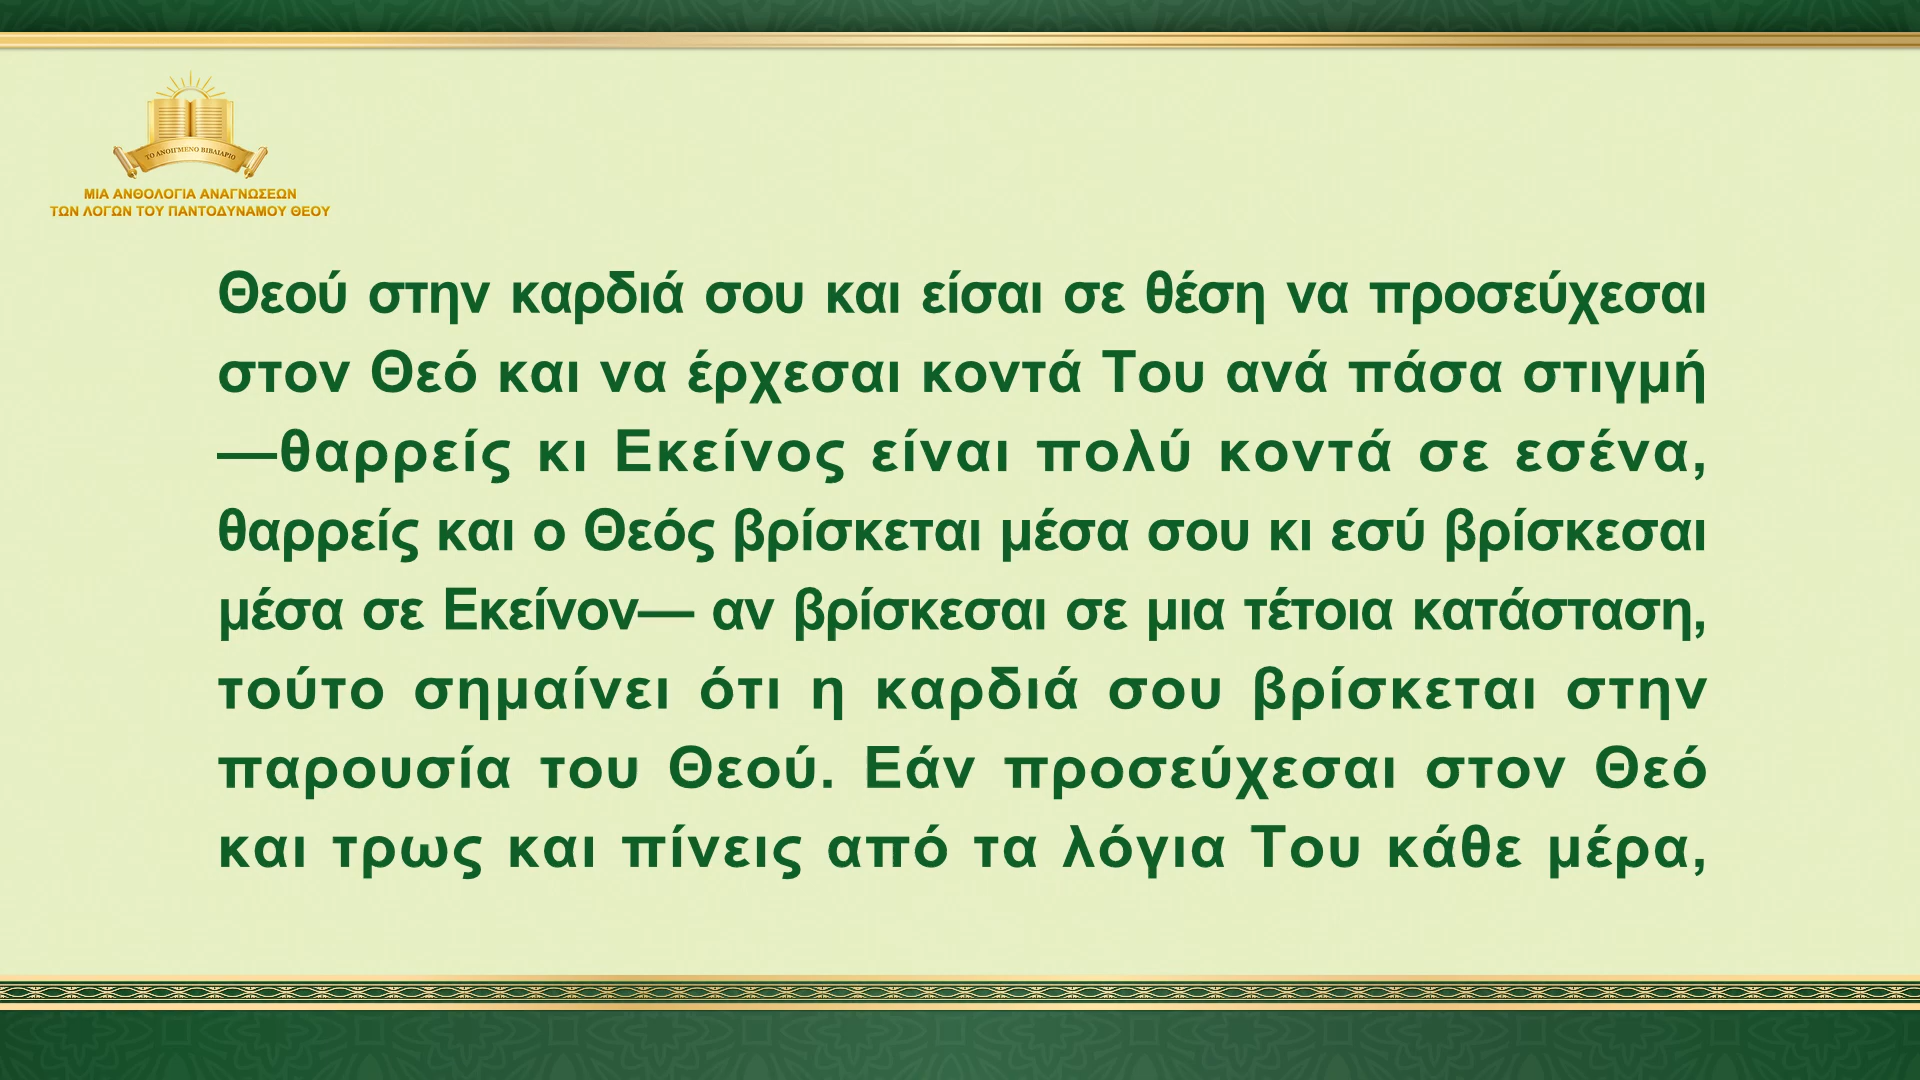 ΤΟ ΑΝΟΙΓΜΕΝΟ ΒΙΒΛΙΑΡΙΟ
ΜΙΑ ΑΝΘΟΛΟΓΙΑ ΑΝΑΓΝΩΣΕΩΝ
ΤΩΝ ΛΟΓΩΝ ΤΟΥ ΠΑΝΤΟΔΥΝΑΜΟΥ ΘΕΟΥ
Θεού στην καρδιά σου και είσαι σε θέση να προσεύχεσαι
στον Θεό και να έρχεσαι κοντά Του ανά πάσα στιγμή
—θαρρείς κι Εκείνος είναι πολύ κοντά σε εσένα,
θαρρείς και ο Θεός βρίσκεται μέσα σου κι εσύ βρίσκεσαι
μέσα σε Εκείνον— αν βρίσκεσαι σε μια τέτοια κατάσταση,
τούτο σημαίνει ότι η καρδιά σου βρίσκεται στην
παρουσία του Θεού. Εάν προσεύχεσαι στον Θεό
και τρως και πίνεις από τα λόγια Του κάθε μέρα,